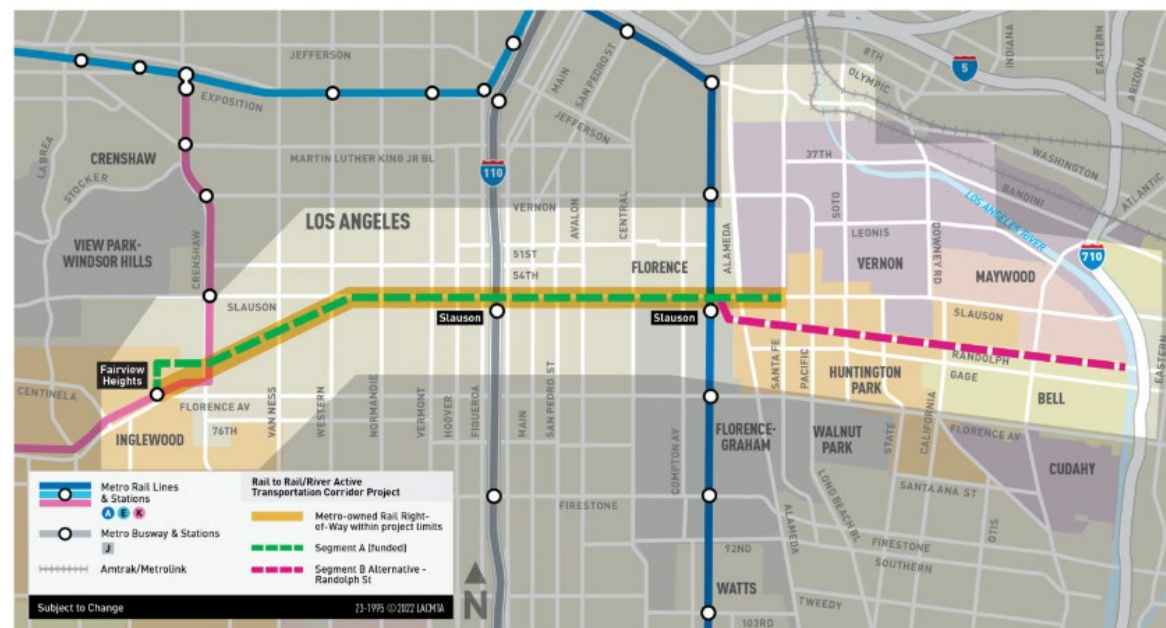 JEFFERSON
EXPOSITION
MAIN
SAN PEDRO ST
JEFFERSON
8TH
OLYMPIC
5
INDIANA
EASTERN
ARIZONA
LA BREA
CRENSHAW
STOCKER
MARTIN LUTHER KING JR BL
110
37TH
WASHINGTON
BANDINI
ATLANTIC
LOS ANGELES
VERNON
AVALON
CENTRAL
ALAMEDA
SOTO
LEONIS
DOWNEY RD
LOS ANGELES RIVER
710
VIEW PARK-
WINDSOR HILLS
CRENSHAW
51ST
54TH
FLORENCE
VERNON
MAYWOOD
SLAUSON
Slauson
Slauson
SLAUSON
RANDOLPH
GAGE
EASTERN
Fairview
Heights
CENTINELA
FLORENCE AV
76TH
INGLEWOOD
VAN NESS
WESTERN
NORMANDIE
VERMONT
HOOVER
FIGUEROA
MAIN
SAN PEDRO ST
COMPTON AV
SANTA FE
PACIFIC
HUNTINGTON
PARK
BELL
FLORENCE-
GRAHAM
WALNUT
PARK
STATE
CALIFORNIA
FLORENCE AV
CUDAHY
SANTA ANA ST
LONG BEACH BL
ALAMEDA
OTIS
FIRESTONE
FIRESTONE
SOUTHERN
92ND
WATTS
TWEEDY
103RD
Metro Rail Lines
& Stations
A E K
Metro Busway & Stations
J
Amtrak/Metrolink
Rail to Rail/River Active
Transportation Corridor Project
Metro-owned Rail Right-
of-Way within project limits
Segment A (funded)
Segment B Alternative -
Randolph St
Subject to Change
23-1995 ©2022 LACMTA
N